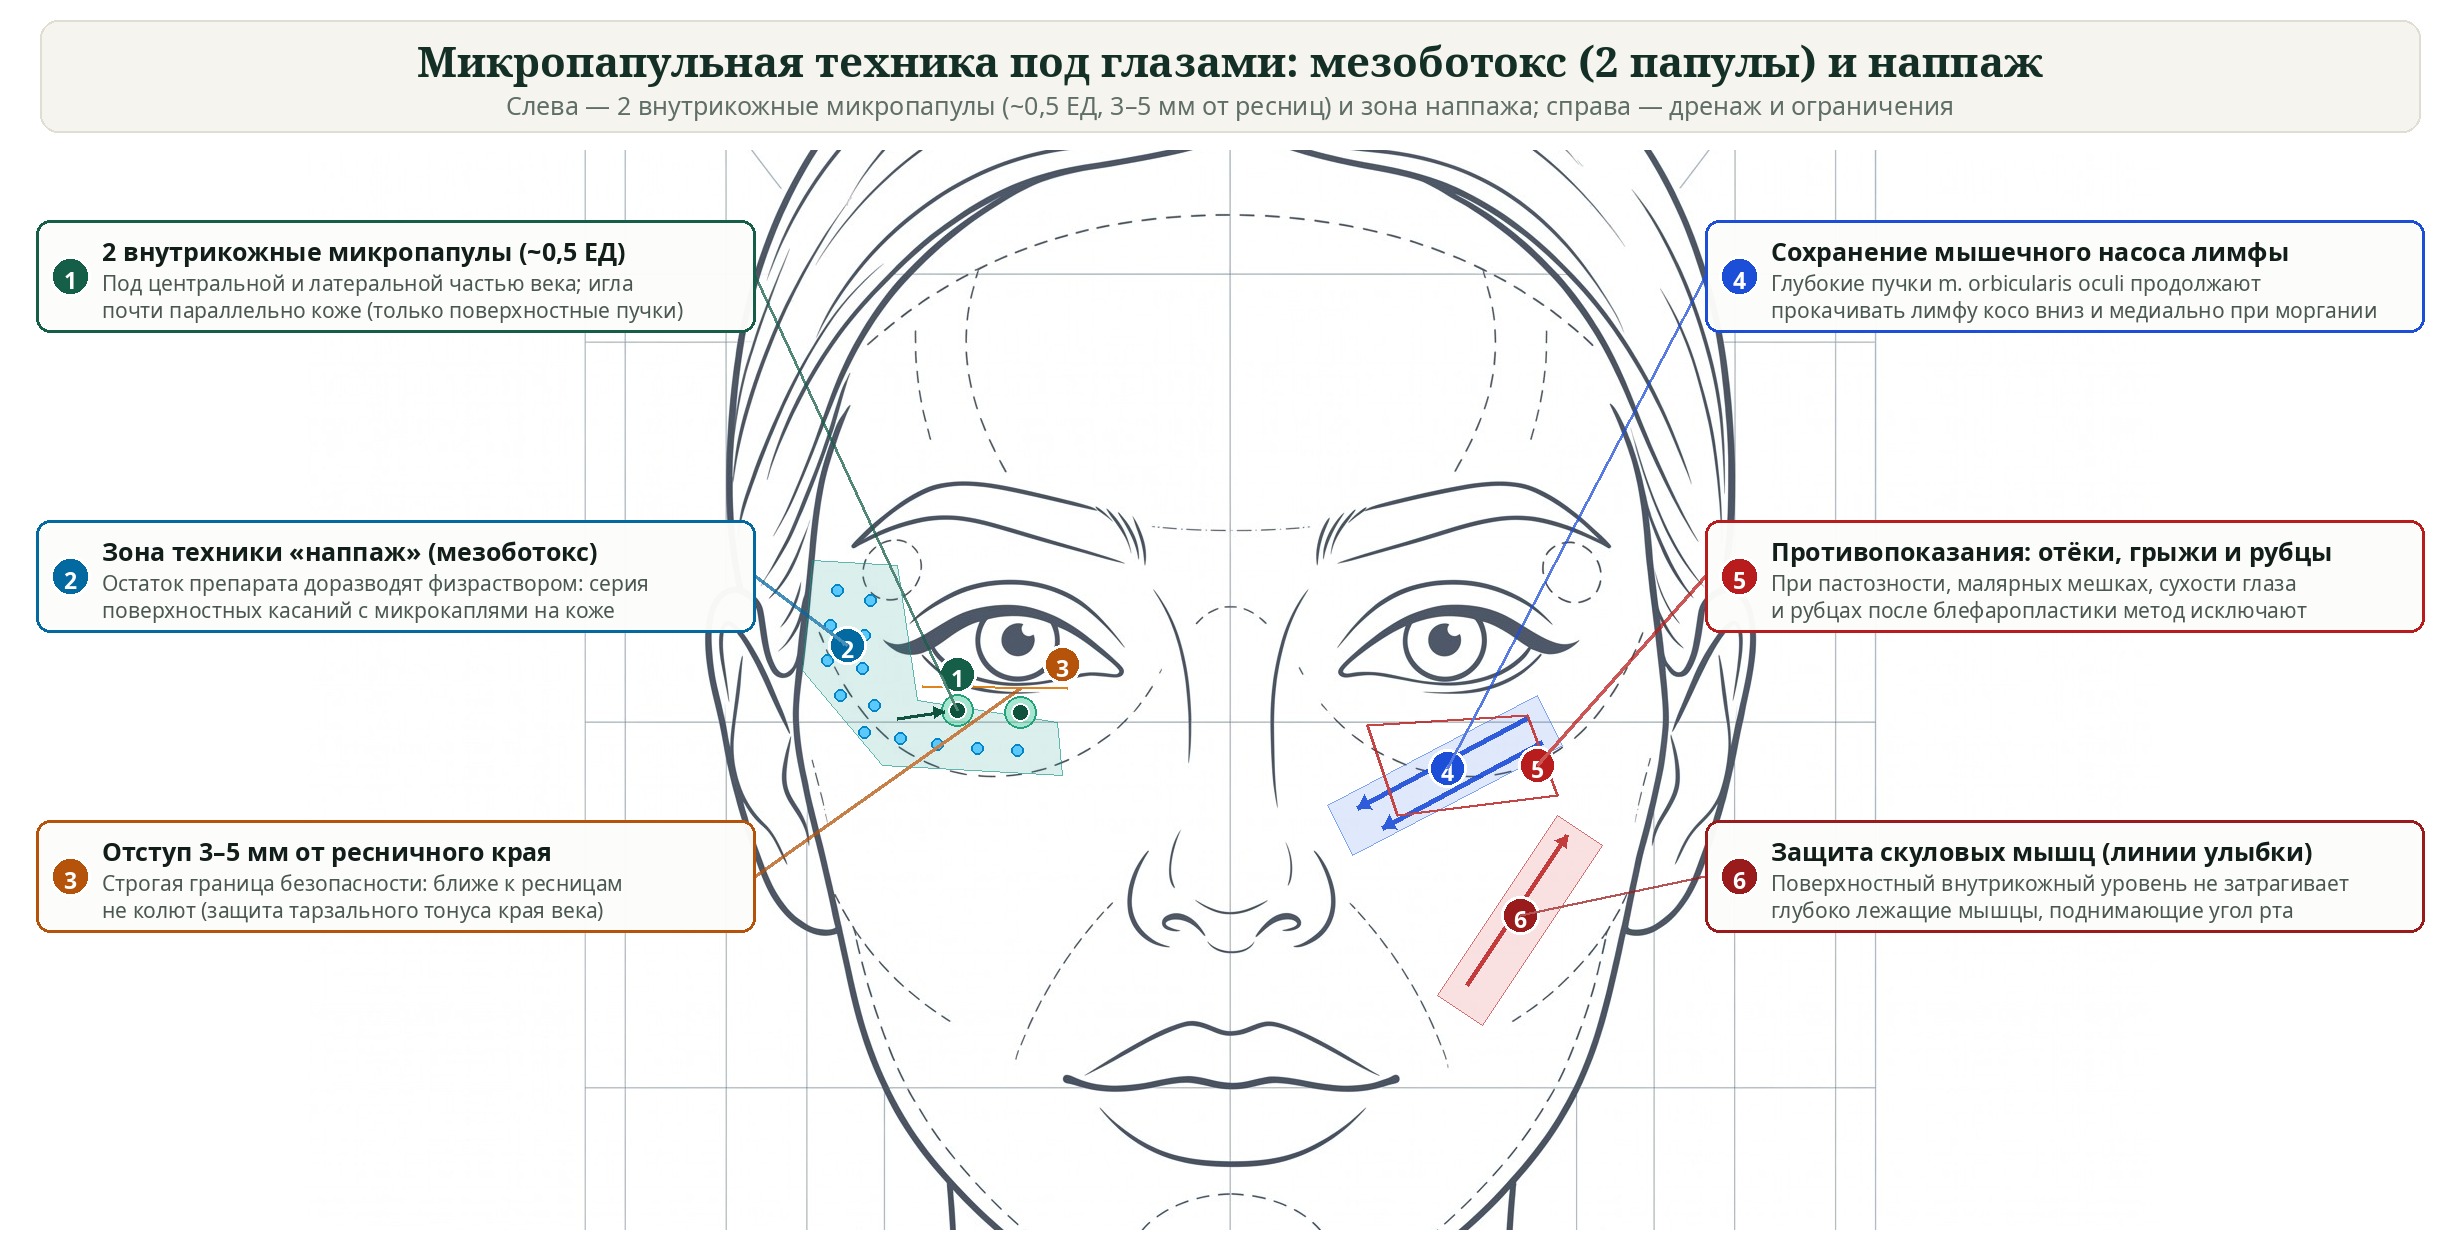 Микропапульная техника под глазами: мезоботокс (2 папулы) и наппаж
Слева — 2 внутрикожные микропапулы (~0,5 ЕД, 3–5 мм от ресниц) и зона наппажа; справа — дренаж и ограничения
1
2 внутрикожные микропапулы (~0,5 ЕД)
Под центральной и латеральной частью века; игла
почти параллельно коже (только поверхностные пучки)
2
Зона техники «наппаж» (мезоботокс)
Остаток препарата доразводят физраствором: серия
поверхностных касаний с микрокаплями на коже
3
Отступ 3–5 мм от ресничного края
Строгая граница безопасности: ближе к ресницам
не колют (защита тарзального тонуса края века)
2
1
3
4
5
6
4
Сохранение мышечного насоса лимфы
Глубокие пучки m. orbicularis oculi продолжают
прокачивать лимфу косо вниз и медиально при моргании
5
Противопоказания: отёки, грыжи и рубцы
При пастозности, малярных мешках, сухости глаза
и рубцах после блефаропластики метод исключают
6
Защита скуловых мышц (линии улыбки)
Поверхностный внутрикожный уровень не затрагивает
глубоко лежащие мышцы, поднимающие угол рта